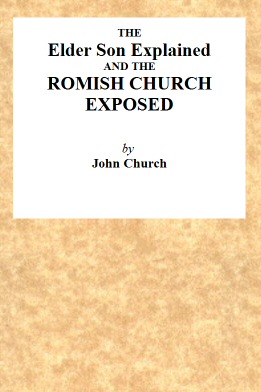 THE
Elder Son Explained
AND THE
ROMISH CHURCH
EXPOSED
by
John Church